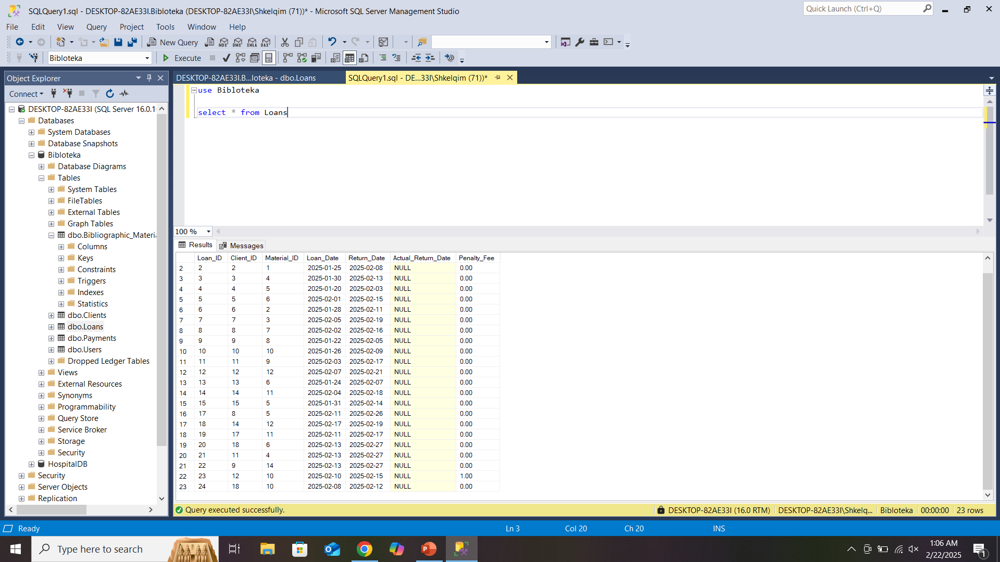 SQLQuery1.sql - DESKTOP-82AE33I.Bibloteka (DESKTOP-82AE33I\Shkelqim (71))* - Microsoft SQL Server Management Studio
Quick Launch (Ctrl+Q)
File Edit View Query Project Tools Window Help
New Query MDX DMX XMLA DAX
Bibloteka Execute
Object Explorer
Connect
DESKTOP-82AE33I (SQL Server 16.0.1
Databases
System Databases
Database Snapshots
Bibloteka
Database Diagrams
Tables
System Tables
FileTables
External Tables
Graph Tables
dbo.Bibliographic_Materi
Columns
Keys
Constraints
Triggers
Indexes
Statistics
dbo.Clients
dbo.Loans
dbo.Payments
dbo.Users
Dropped Ledger Tables
Views
External Resources
Synonyms
Programmability
Query Store
Service Broker
Storage
Security
HospitalDB
Security
Server Objects
Replication
DESKTOP-82AE33I.B...loteka - dbo.Loans
SQLQuery1.sql - DE...33I\Shkelqim (71))*
use Bibloteka
select * from Loans
100 %
Results Messages
Loan_ID Client_ID Material_ID Loan_Date Return_Date Actual_Return_Date Penalty_Fee
2 2 2 1 2025-01-25 2025-02-08 NULL 0.00
3 3 3 4 2025-01-30 2025-02-13 NULL 0.00
4 4 4 5 2025-01-20 2025-02-03 NULL 0.00
5 5 5 6 2025-02-01 2025-02-15 NULL 0.00
6 6 6 2 2025-01-28 2025-02-11 NULL 0.00
7 7 7 3 2025-02-05 2025-02-19 NULL 0.00
8 8 8 7 2025-02-02 2025-02-16 NULL 0.00
9 9 9 8 2025-01-22 2025-02-05 NULL 0.00
10 10 10 10 2025-01-26 2025-02-09 NULL 0.00
11 11 11 9 2025-02-03 2025-02-17 NULL 0.00
12 12 12 12 2025-02-07 2025-02-21 NULL 0.00
13 13 13 6 2025-01-24 2025-02-07 NULL 0.00
14 14 14 11 2025-02-04 2025-02-18 NULL 0.00
15 15 15 5 2025-01-31 2025-02-14 NULL 0.00
16 17 8 5 2025-02-11 2025-02-26 NULL 0.00
17 18 14 12 2025-02-17 2025-02-19 NULL 0.00
18 19 17 11 2025-02-11 2025-02-17 NULL 0.00
19 20 18 6 2025-02-13 2025-02-27 NULL 0.00
20 21 11 4 2025-02-13 2025-02-27 NULL 0.00
21 22 9 14 2025-02-13 2025-02-27 NULL 0.00
22 23 12 10 2025-02-10 2025-02-15 NULL 1.00
23 24 18 10 2025-02-08 2025-02-12 NULL 0.00
Query executed successfully. DESKTOP-82AE33I (16.0 RTM) DESKTOP-82AE33I\Shkelq... Bibloteka 00:00:00 23 rows
Ready Ln 3 Col 20 Ch 20 INS
Type here to search
1:06 AM
2/22/2025
1